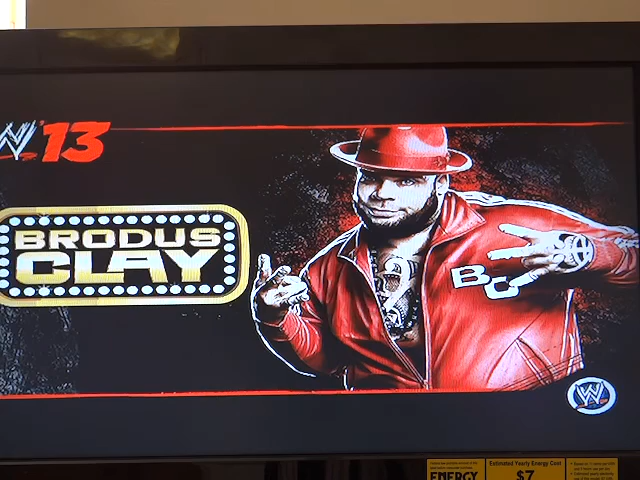 W '13
BRODUS
CLAY
BC
W
Estimated Yearly Energy Cost
ENERGY
$7